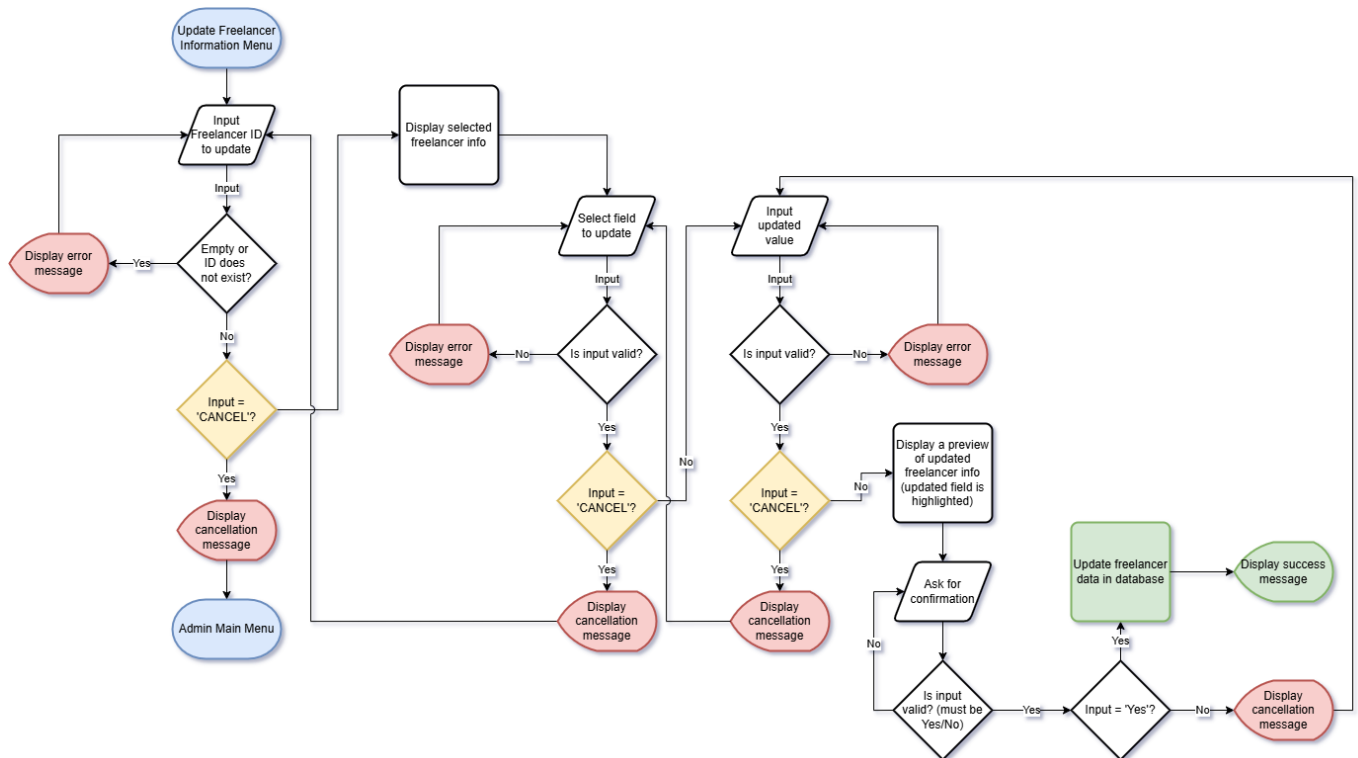 Update Freelancer
Information Menu
Input
Freelancer ID
to update
Input
Empty or
ID does
not exist?
Yes
Display error
message
No
Input =
'CANCEL'?
Yes
Display
cancellation
message
Admin Main Menu
Display selected
freelancer info
Select field
to update
Input
Is input valid?
No
Display error
message
Yes
Input =
'CANCEL'?
No
Yes
Display
cancellation
message
Input
updated
value
Input
Is input valid?
No
Display error
message
Yes
Input =
'CANCEL'?
No
Yes
Display
cancellation
message
Display a preview
of updated
freelancer info
(updated field is
highlighted)
Ask for
confirmation
No
Is input
valid? (must be
Yes/No)
Yes
Input = 'Yes'?
Yes
Update freelancer
data in database
Display success
message
No
Display
cancellation
message